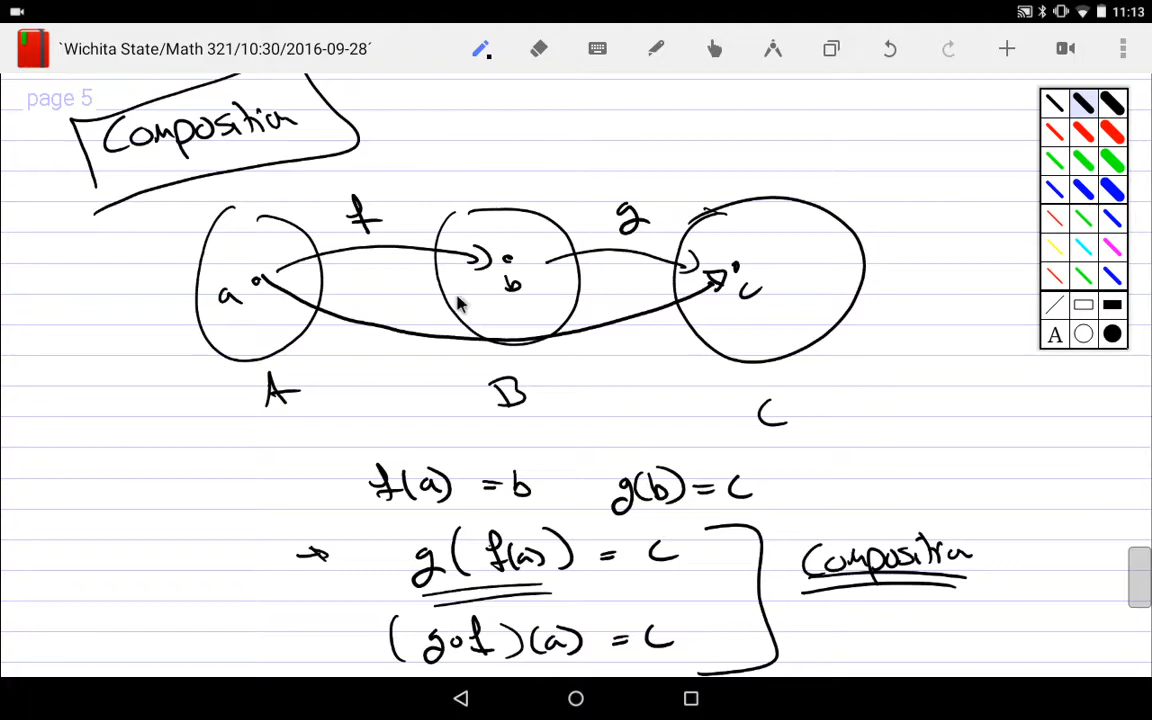 11:13
`Wichita State/Math 321/10:30/2016-09-28´
page 5
Composition
f g
a b c
A B C
f(a) = b g(b) = c
→ g(f(a)) = c
Composition
(g∘f)(a) = c
A